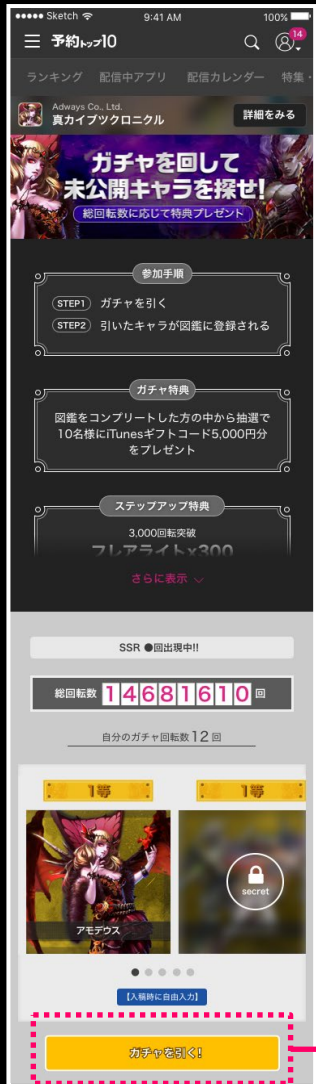 Sketch 9:41 AM 100%
予約トップ10
14
ランキング 配信中アプリ 配信カレンダー 特集・
Adways Co., Ltd.
真カイブツクロニクル
詳細をみる
ガチャを回して
未公開キャラを探せ!
総回転数に応じて特典プレゼント
参加手順
STEP1 ガチャを引く
STEP2 引いたキャラが図鑑に登録される
ガチャ特典
図鑑をコンプリートした方の中から抽選で
10名様にiTunesギフトコード5,000円分
をプレゼント
ステップアップ特典
3,000回転突破
フレアライトx300
さらに表示
SSR ●回出現中!!
総回転数 14681610 回
自分のガチャ回転数12回
1等 1等
secret
アモデウス
【入稿時に自由入力】
ガチャを引く!